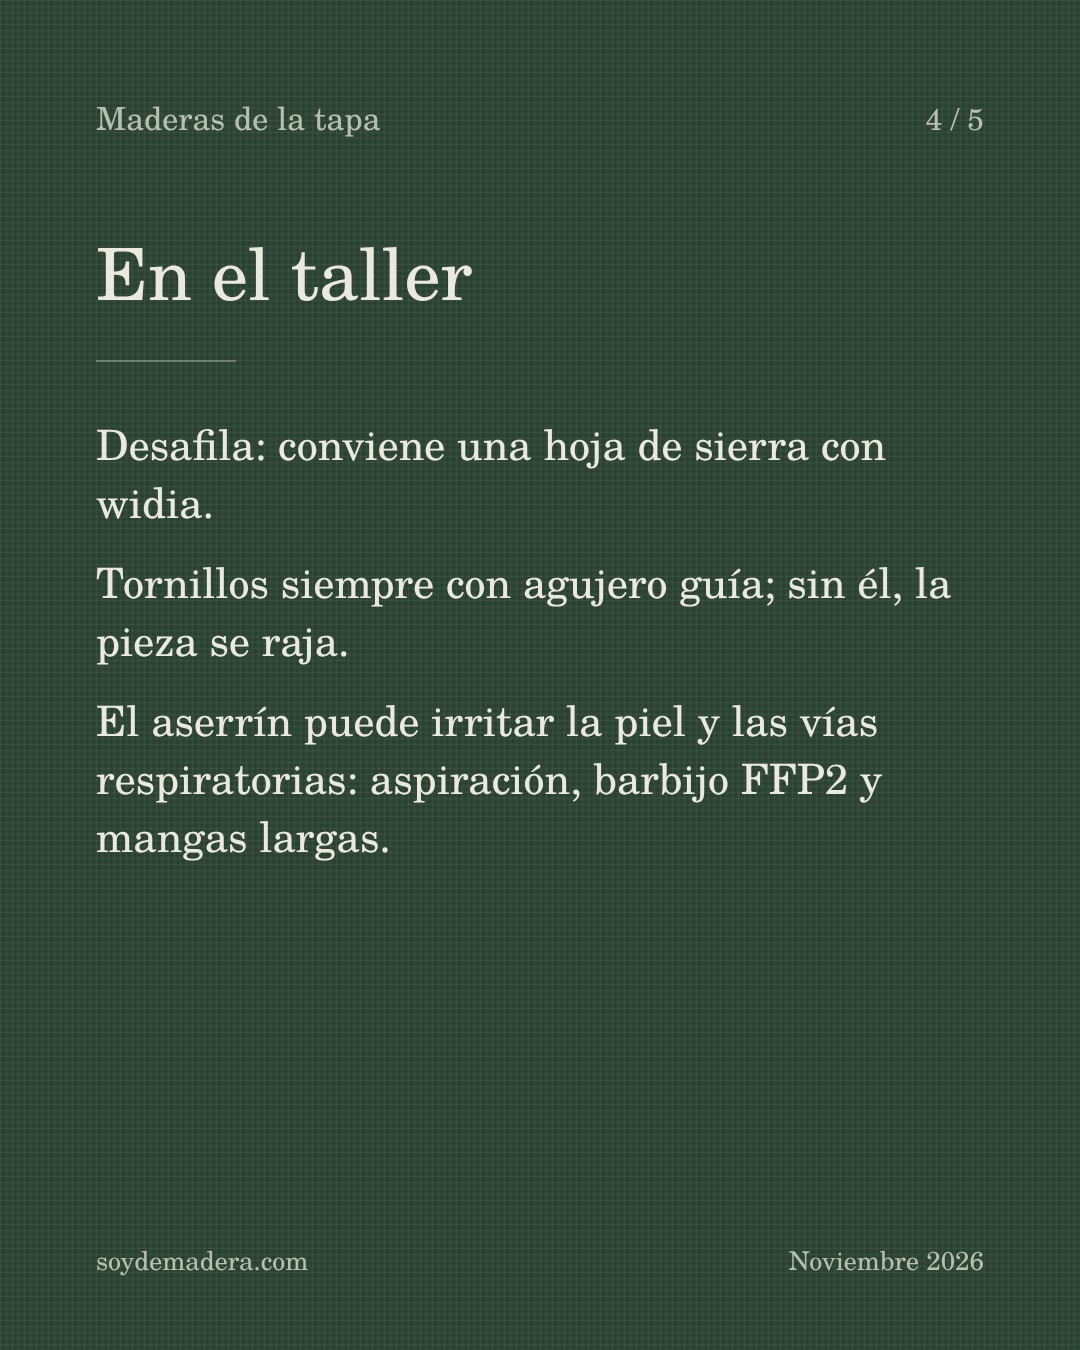 Maderas de la tapa
4 / 5
En el taller
Desafila: conviene una hoja de sierra con
widia.
Tornillos siempre con agujero guía; sin él, la
pieza se raja.
El aserrín puede irritar la piel y las vías
respiratorias: aspiración, barbijo FFP2 y
mangas largas.
soydemadera.com
Noviembre 2026